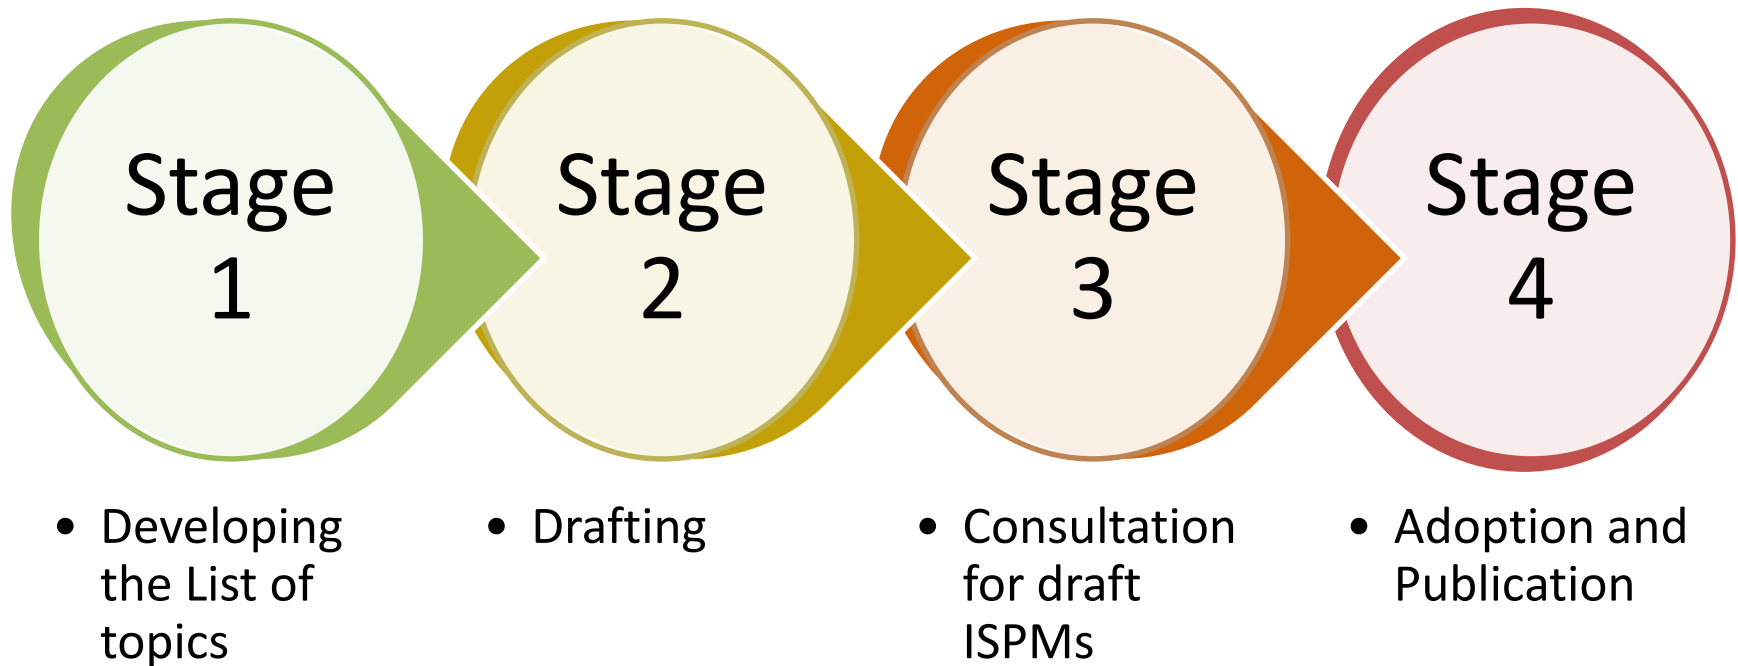 Stage
1
Stage
2
Stage
3
Stage
4
• Developing
the List of
topics
• Drafting
• Consultation
for draft
ISPMs
• Adoption and
Publication